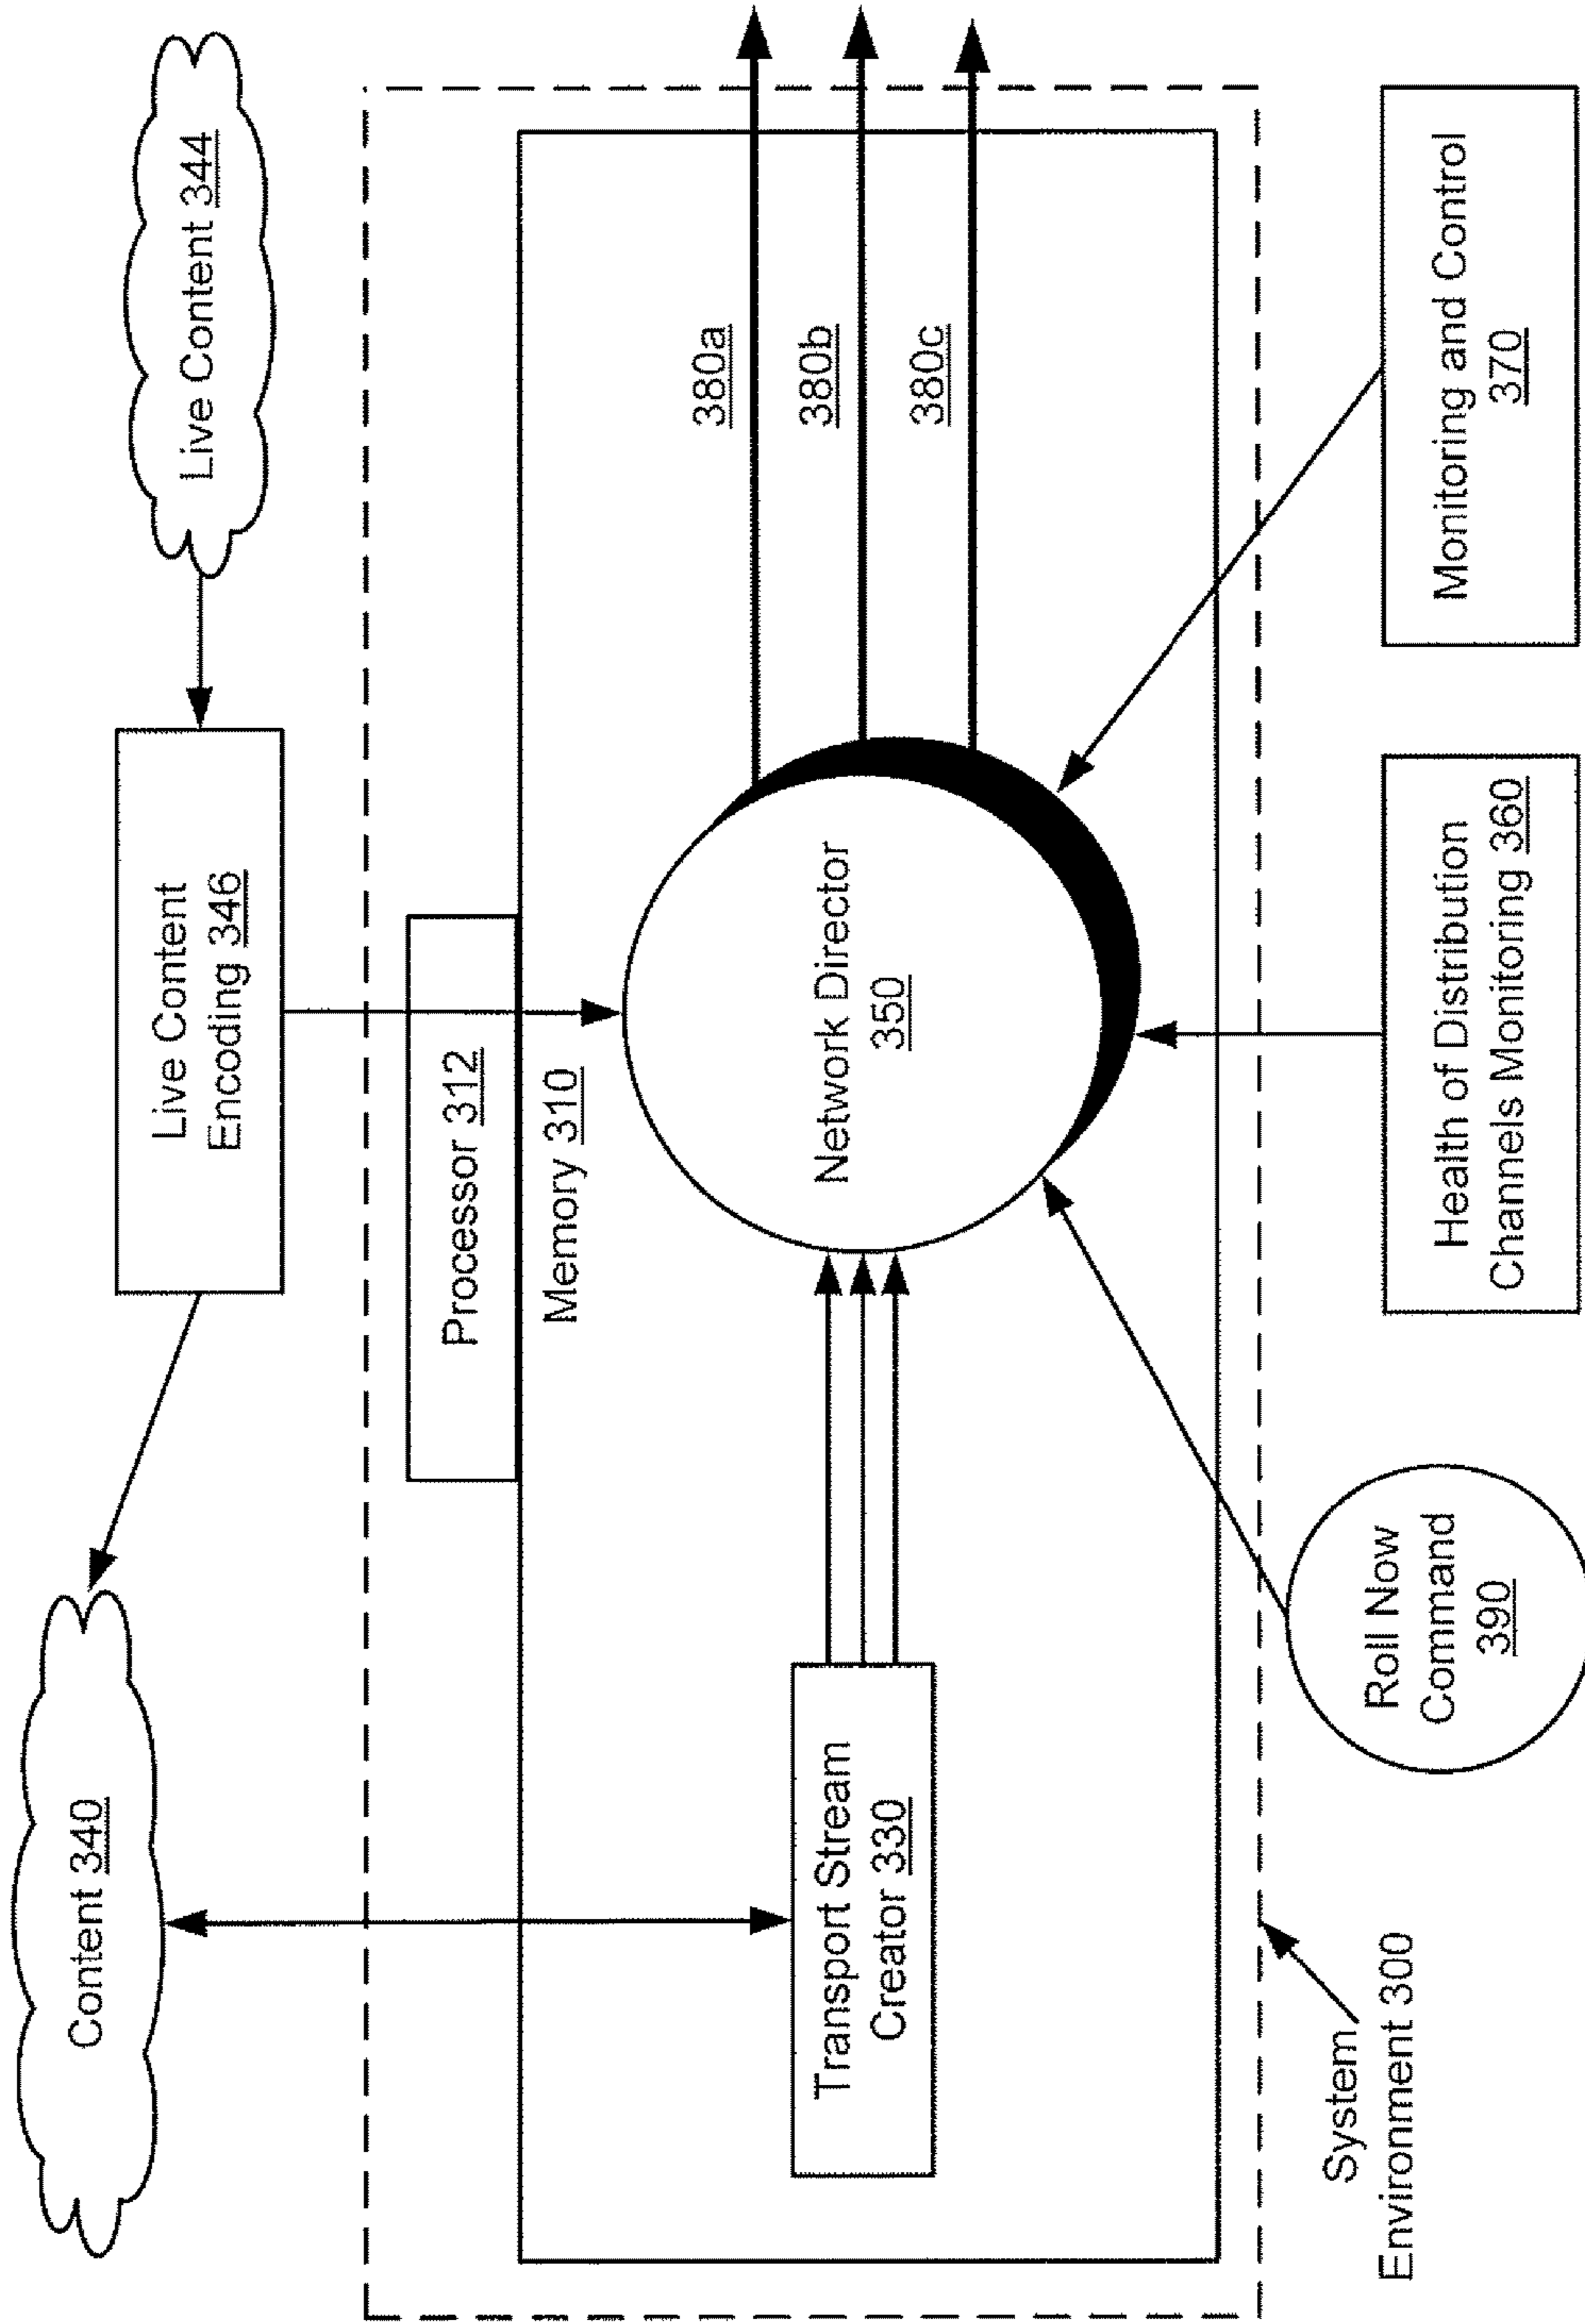 Content 340
Live Content
Encoding 346
Live Content 344
Processor 312
Memory 310
Transport Stream
Creator 330
Network Director
350
380a
380b
380c
System
Environment 300
Roll Now
Command
390
Health of Distribution
Channels Monitoring 360
Monitoring and Control
370